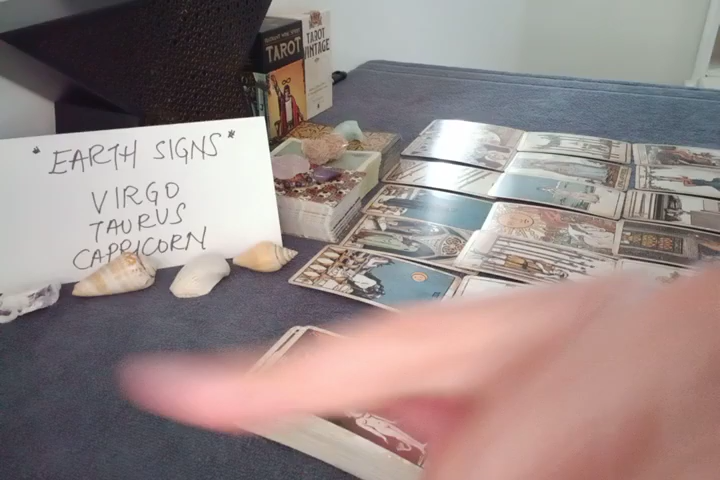 * EARTH SIGNS *
VIRGO
TAURUS
CAPRICORN
TAROT
TAROT
VINTAGE